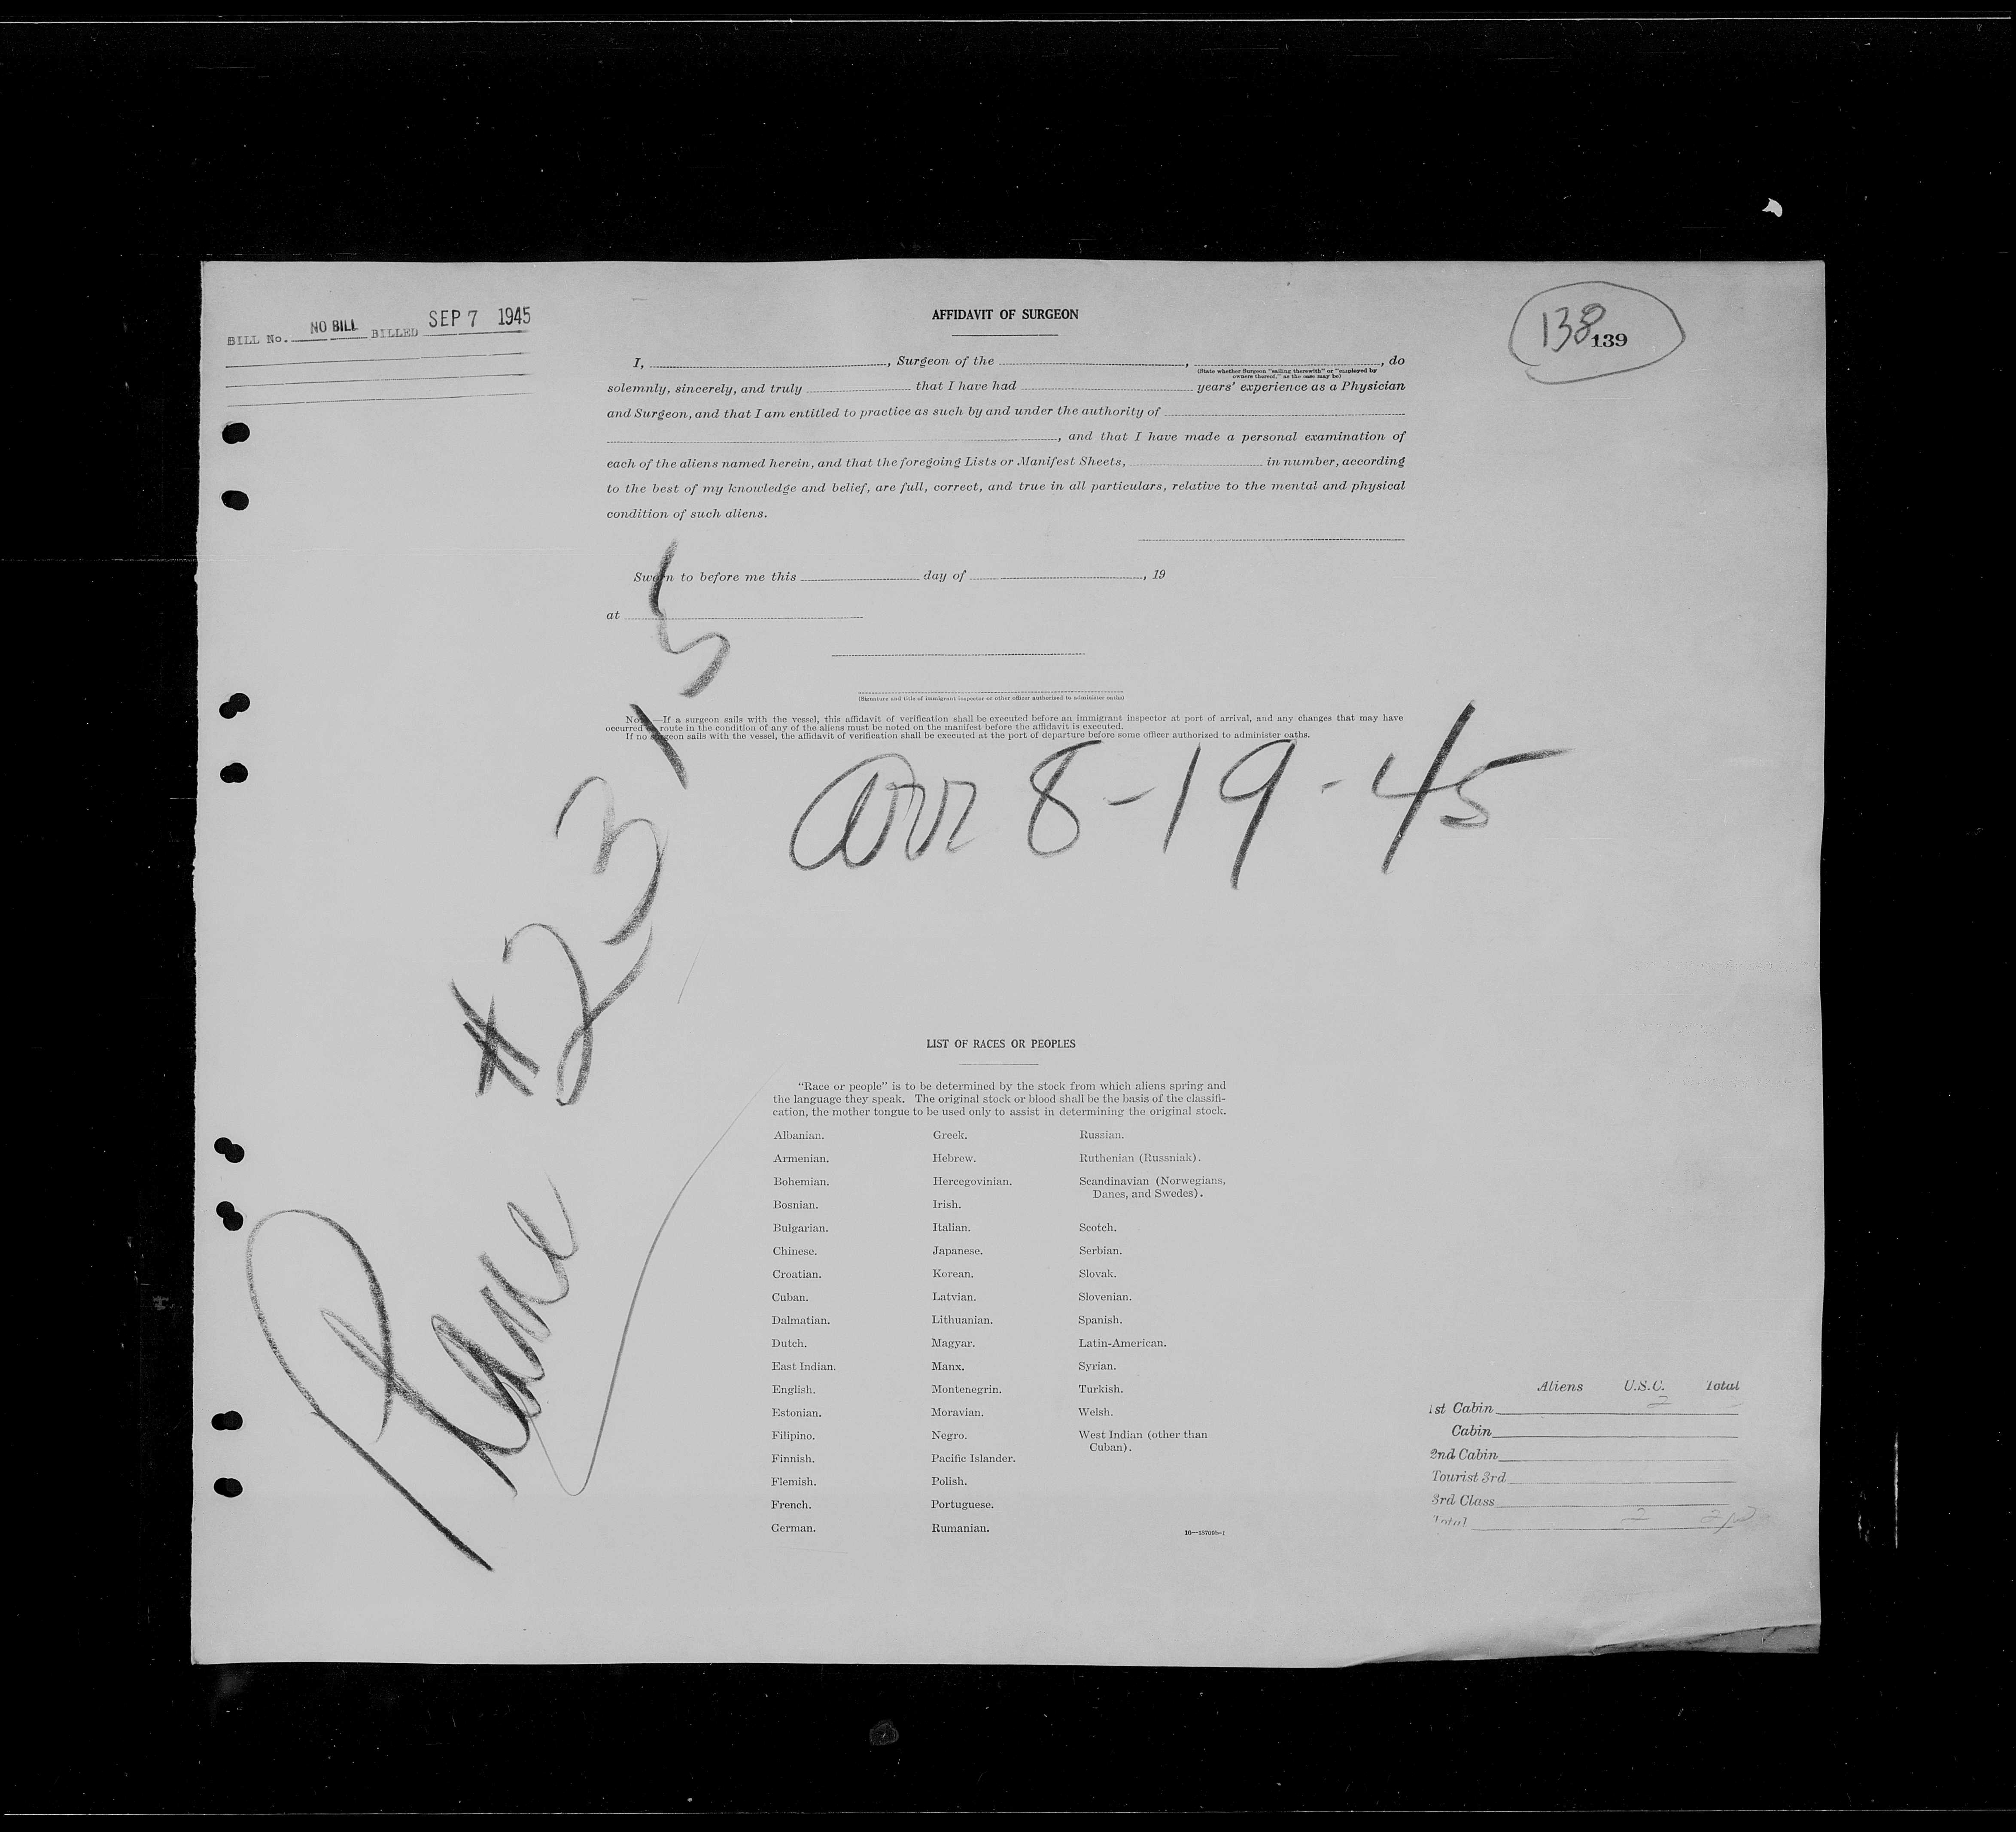 BILL No. NO BILL BILLED SEP 7 1945
138
139
AFFIDAVIT OF SURGEON
I, , Surgeon of the , , do
(State whether Surgeon "sailing therewith" or "employed by
owners thereof," as the case may be)
solemnly, sincerely, and truly that I have had years' experience as a Physician
and Surgeon, and that I am entitled to practice as such by and under the authority of
, and that I have made a personal examination of
each of the aliens named herein, and that the foregoing Lists or Manifest Sheets, in number, according
to the best of my knowledge and belief, are full, correct, and true in all particulars, relative to the mental and physical
condition of such aliens.
Sworn to before me this day of , 19
at
(Signature and title of immigrant inspector or other officer authorized to administer oaths)
Note.—If a surgeon sails with the vessel, this affidavit of verification shall be executed before an immigrant inspector at port of arrival, and any changes that may have
occurred en route in the condition of any of the aliens must be noted on the manifest before the affidavit is executed.
If no surgeon sails with the vessel, the affidavit of verification shall be executed at the port of departure before some officer authorized to administer oaths.
Arr 8-19-45
Plane #2315
LIST OF RACES OR PEOPLES
"Race or people" is to be determined by the stock from which aliens spring and
the language they speak. The original stock or blood shall be the basis of the classifi-
cation, the mother tongue to be used only to assist in determining the original stock.
Albanian.
Armenian.
Bohemian.
Bosnian.
Bulgarian.
Chinese.
Croatian.
Cuban.
Dalmatian.
Dutch.
East Indian.
English.
Estonian.
Filipino.
Finnish.
Flemish.
French.
German.
Greek.
Hebrew.
Hercegovinian.
Irish.
Italian.
Japanese.
Korean.
Latvian.
Lithuanian.
Magyar.
Manx.
Montenegrin.
Moravian.
Negro.
Pacific Islander.
Polish.
Portuguese.
Rumanian.
Russian.
Ruthenian (Russniak).
Scandinavian (Norwegians,
Danes, and Swedes).
Scotch.
Serbian.
Slovak.
Slovenian.
Spanish.
Latin-American.
Syrian.
Turkish.
Welsh.
West Indian (other than
Cuban).
Aliens U.S.C. Total
1st Cabin 2
Cabin
2nd Cabin
Tourist 3rd
3rd Class
Total 2